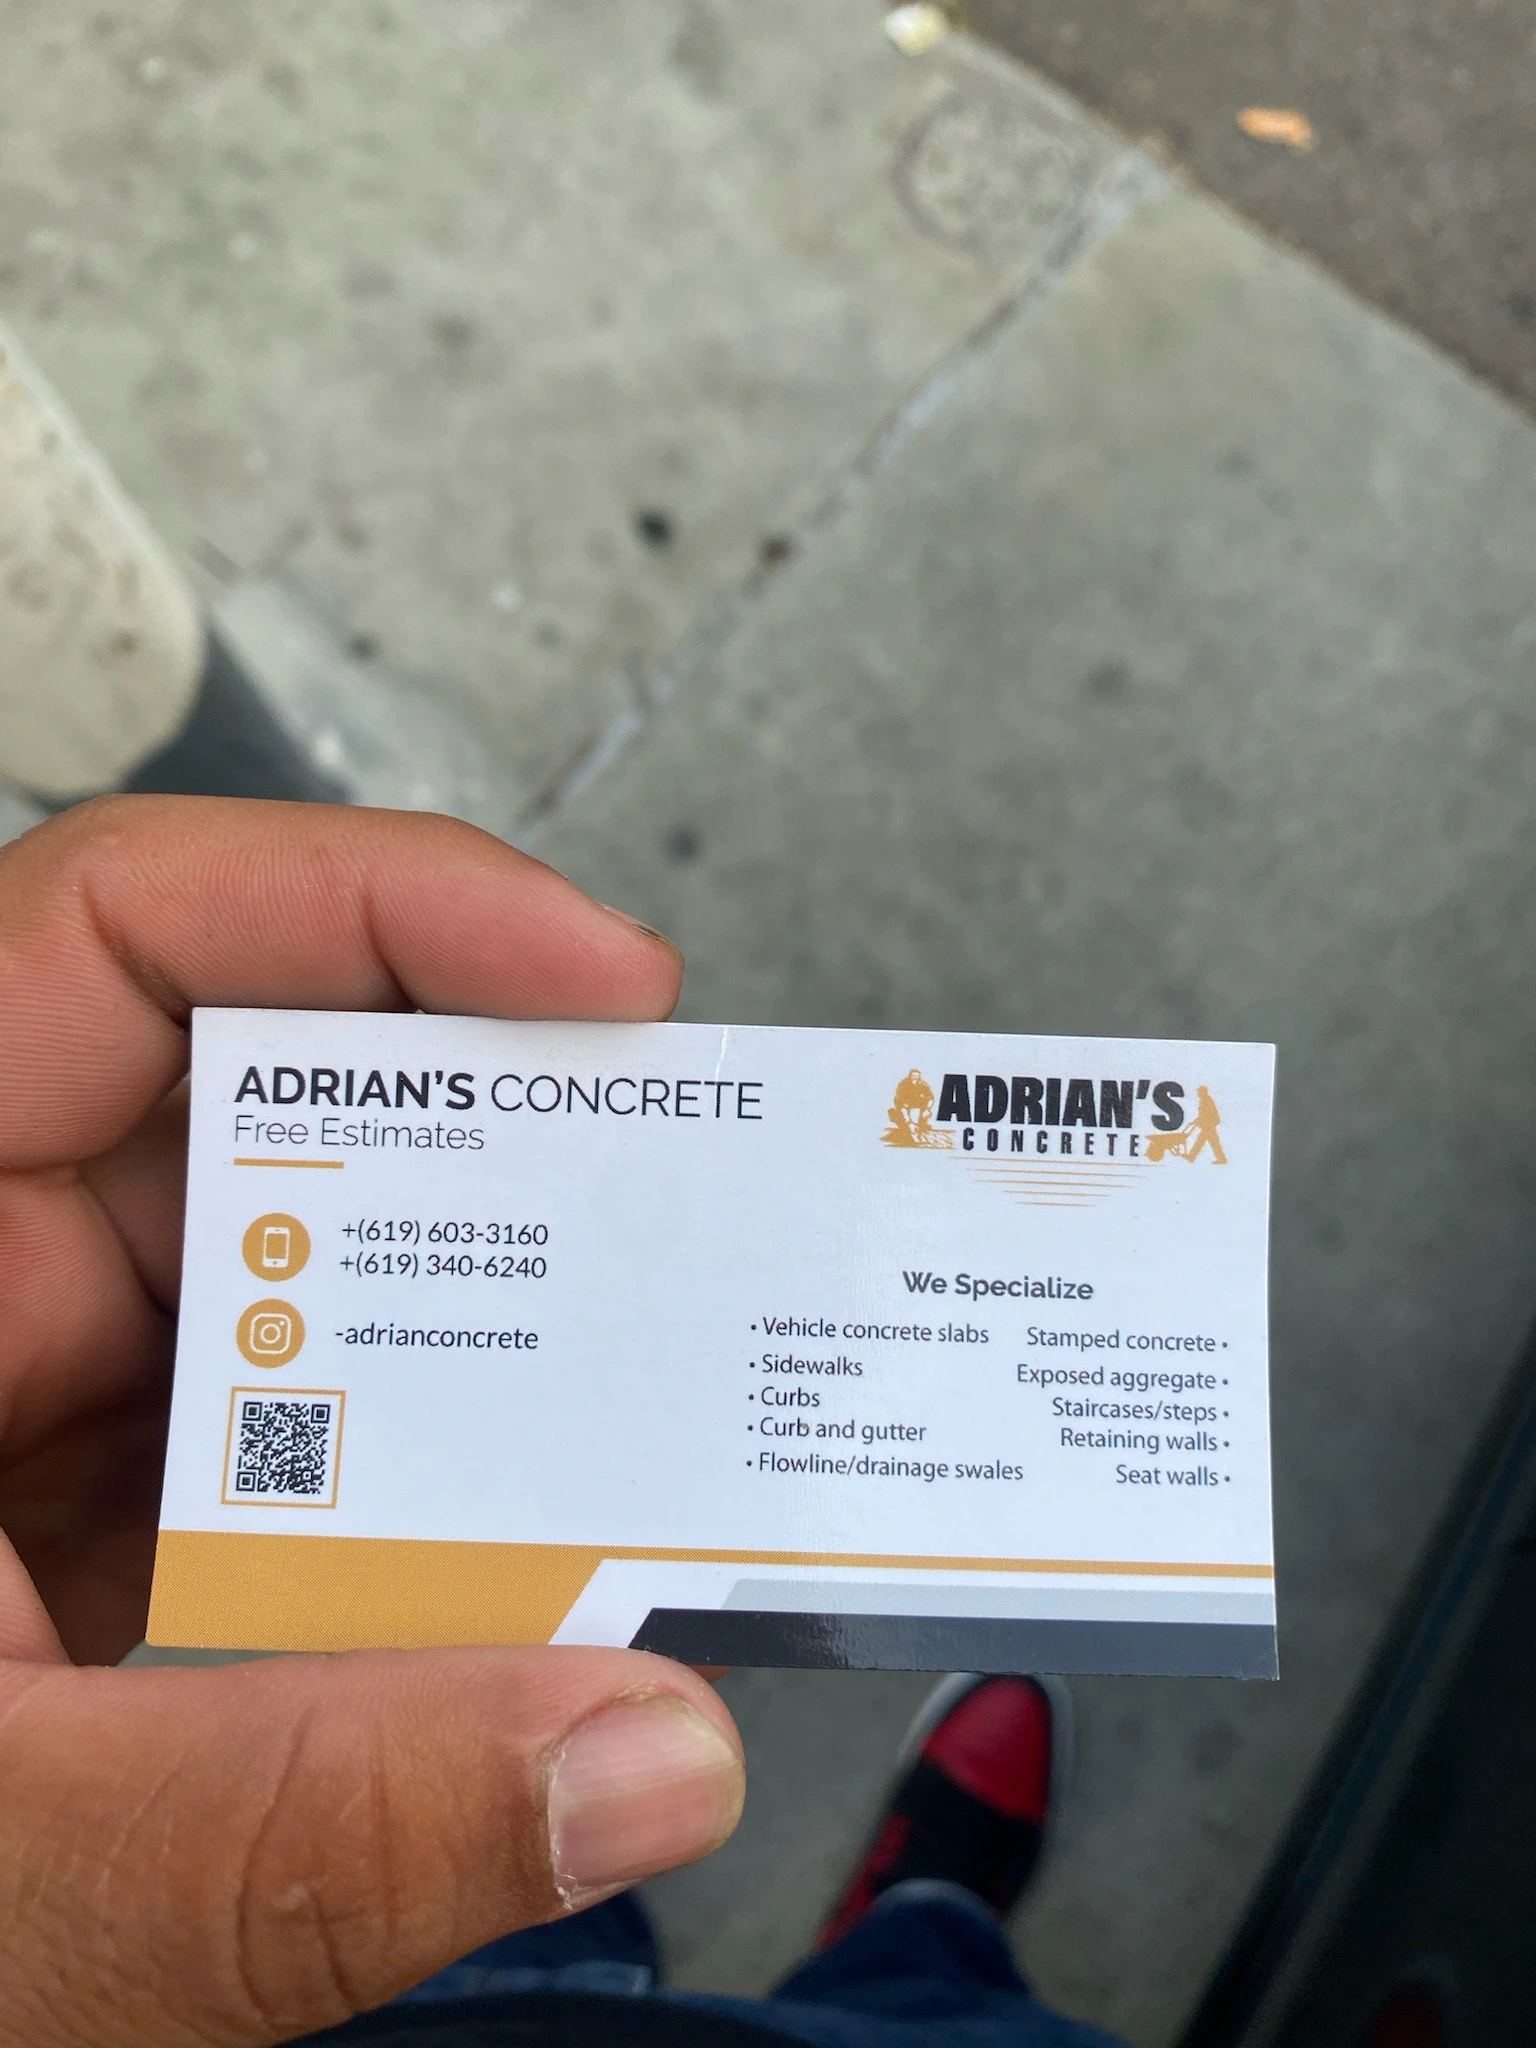 ADRIAN'S CONCRETE
Free Estimates
ADRIAN'S
CONCRETE
+(619) 603-3160
+(619) 340-6240
-adrianconcrete
We Specialize
• Vehicle concrete slabs
• Sidewalks
• Curbs
• Curb and gutter
• Flowline/drainage swales
Stamped concrete •
Exposed aggregate •
Staircases/steps •
Retaining walls •
Seat walls •